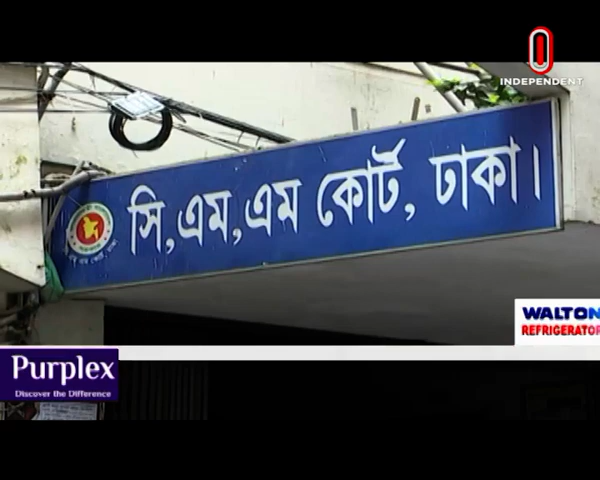 INDEPENDENT
সি,এম,এম কোর্ট, ঢাকা।
WALTON
REFRIGERATOR
Purplex
Discover the Difference